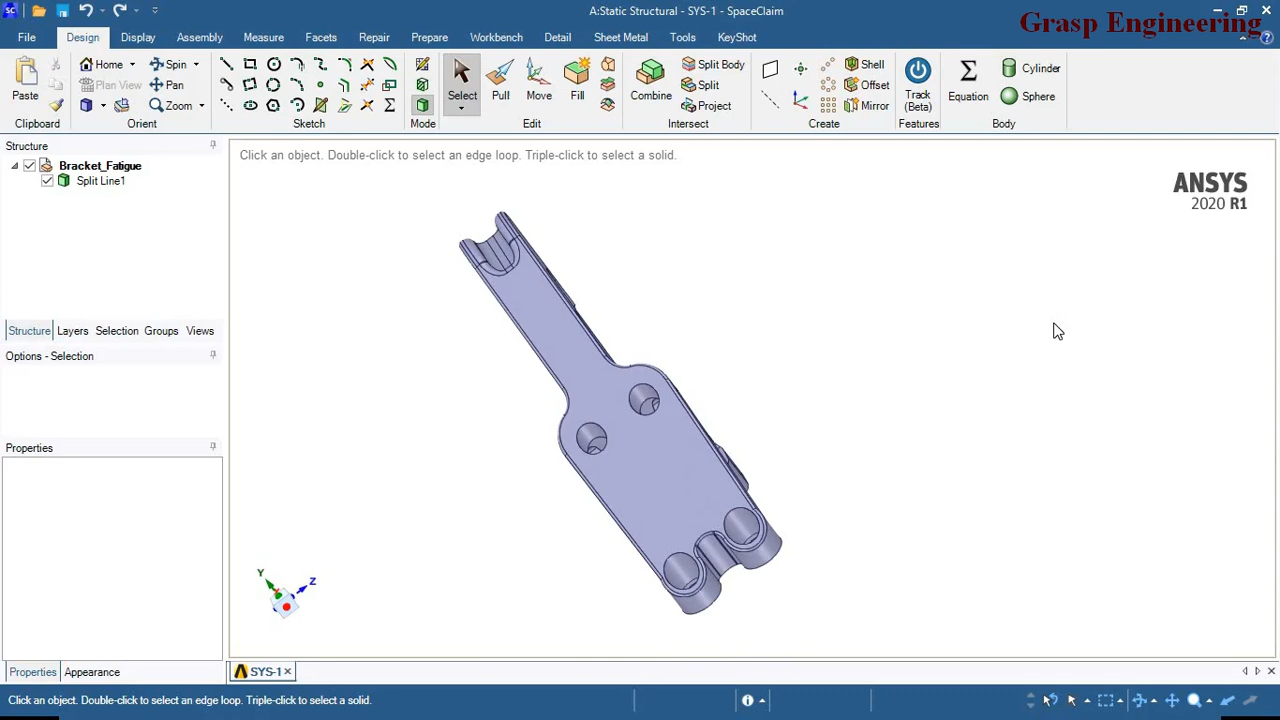 A:Static Structural - SYS-1 - SpaceClaim
Grasp Engineering
File Design Display Assembly Measure Facets Repair Prepare Workbench Detail Sheet Metal Tools KeyShot
Home Spin Split Body Shell Cylinder
Plan View Pan Split Offset Sphere
Zoom Project Mirror
Paste Select Pull Move Fill Combine Track (Beta) Equation
Clipboard Orient Sketch Mode Edit Intersect Create Features Body
Structure
Click an object. Double-click to select an edge loop. Triple-click to select a solid.
Bracket_Fatigue
Split Line1
ANSYS
2020 R1
Structure Layers Selection Groups Views
Options - Selection
Properties
Y
Z
Properties Appearance
SYS-1
Click an object. Double-click to select an edge loop. Triple-click to select a solid.